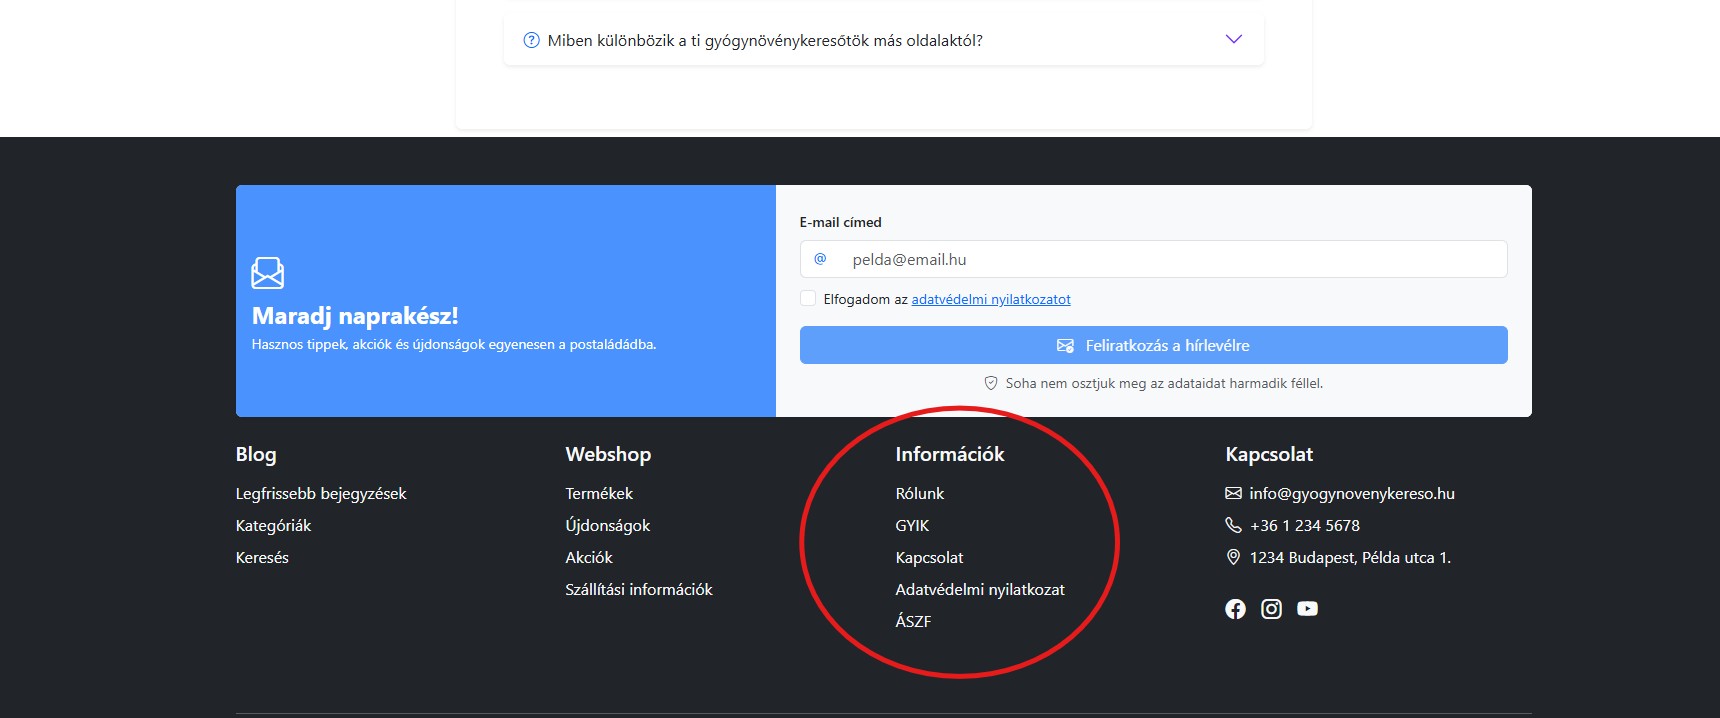 Miben különbözik a ti gyógynövénykeresőtök más oldalaktól?
Maradj naprakész!
Hasznos tippek, akciók és újdonságok egyenesen a postaládádba.
E-mail címed
@ pelda@email.hu
Elfogadom az adatvédelmi nyilatkozatot
Feliratkozás a hírlevélre
Soha nem osztjuk meg az adataidat harmadik féllel.
Blog
Legfrissebb bejegyzések
Kategóriák
Keresés
Webshop
Termékek
Újdonságok
Akciók
Szállítási információk
Információk
Rólunk
GYIK
Kapcsolat
Adatvédelmi nyilatkozat
ÁSZF
Kapcsolat
info@gyogynovenykereso.hu
+36 1 234 5678
1234 Budapest, Példa utca 1.